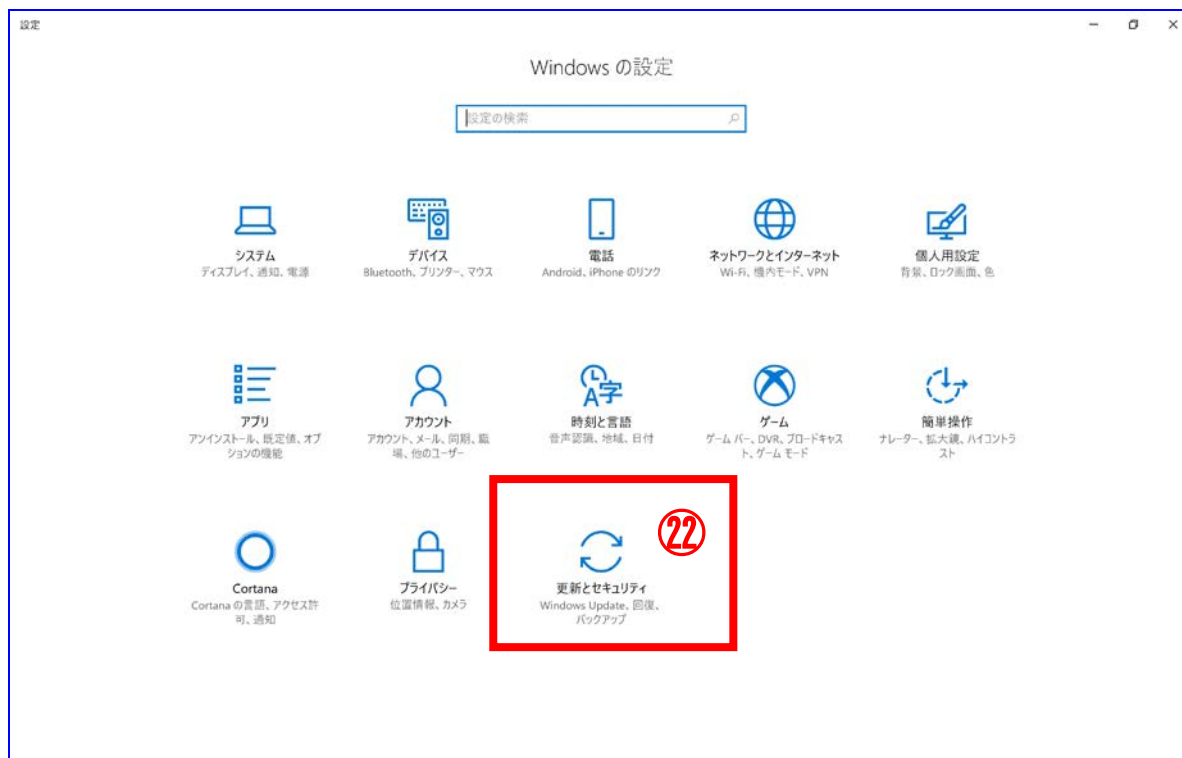 設定
Windows の設定
設定の検索
システム
ディスプレイ、通知、電源
デバイス
Bluetooth、プリンター、マウス
電話
Android、iPhone のリンク
ネットワークとインターネット
Wi-Fi、機内モード、VPN
個人用設定
背景、ロック画面、色
アプリ
アンインストール、既定値、オプ
ションの機能
アカウント
アカウント、メール、同期、職
場、他のユーザー
時刻と言語
音声認識、地域、日付
ゲーム
ゲーム バー、DVR、ブロードキャス
ト、ゲーム モード
簡単操作
ナレーター、拡大鏡、ハイコントラ
スト
Cortana
Cortana の言語、アクセス許
可、通知
プライバシー
位置情報、カメラ
㉒
更新とセキュリティ
Windows Update、回復、
バックアップ